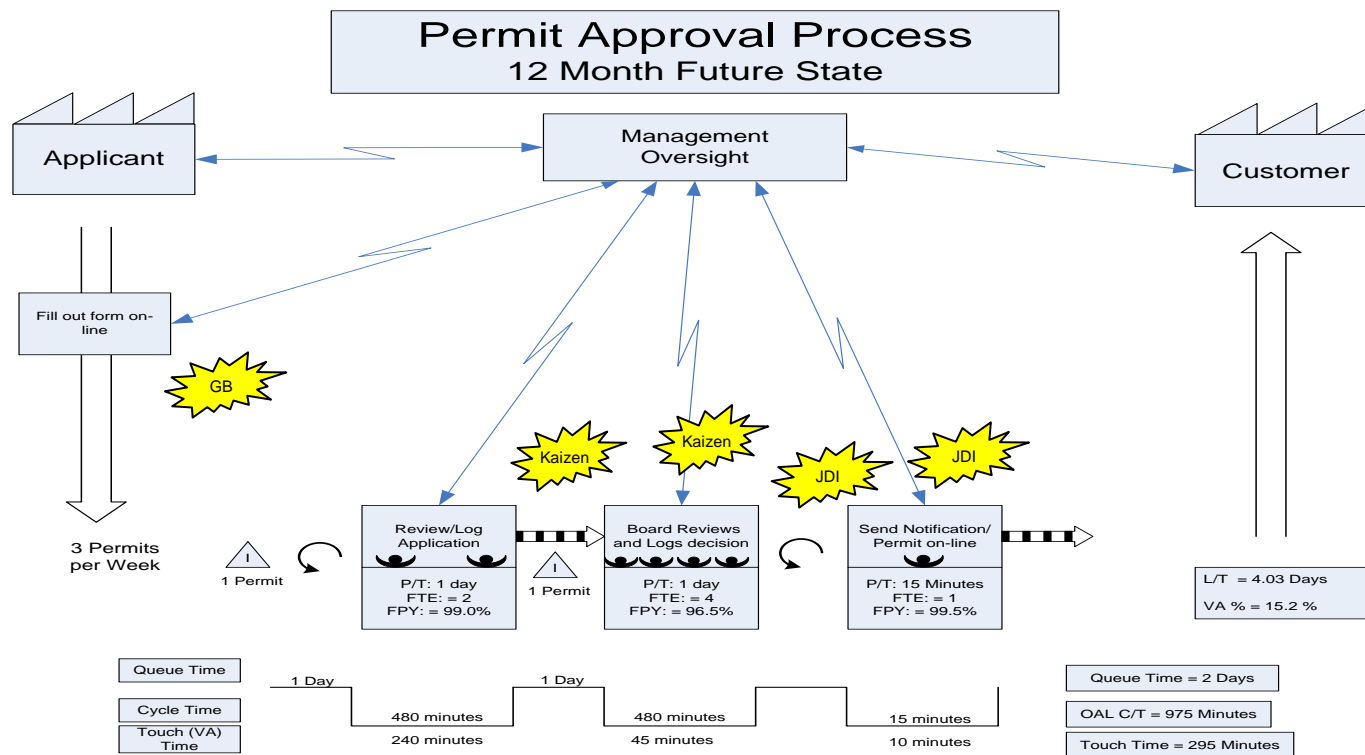 Permit Approval Process
12 Month Future State
Applicant
Management
Oversight
Customer
Fill out form on-
line
GB
Kaizen
Kaizen
JDI
JDI
3 Permits
per Week
I
1 Permit
Review/Log
Application
P/T: 1 day
FTE: = 2
FPY: = 99.0%
I
1 Permit
Board Reviews
and Logs decision
P/T: 1 day
FTE: = 4
FPY: = 96.5%
Send Notification/
Permit on-line
P/T: 15 Minutes
FTE: = 1
FPY: = 99.5%
L/T = 4.03 Days
VA % = 15.2 %
Queue Time
1 Day
1 Day
Queue Time = 2 Days
Cycle Time
480 minutes
480 minutes
15 minutes
OAL C/T = 975 Minutes
Touch (VA)
Time
240 minutes
45 minutes
10 minutes
Touch Time = 295 Minutes